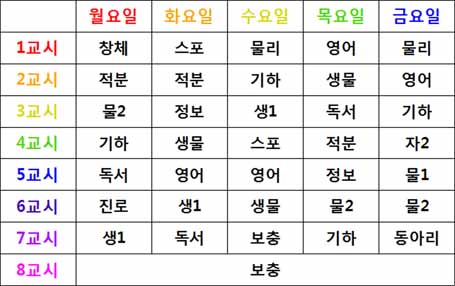 월요일 화요일 수요일 목요일 금요일
1교시 창체 스포 물리 영어 물리
2교시 적분 적분 기하 생물 영어
3교시 물2 정보 생1 독서 기하
4교시 기하 생물 스포 적분 자2
5교시 독서 영어 영어 정보 물1
6교시 진로 생1 생물 물2 물2
7교시 생1 독서 보충 기하 동아리
8교시 보충